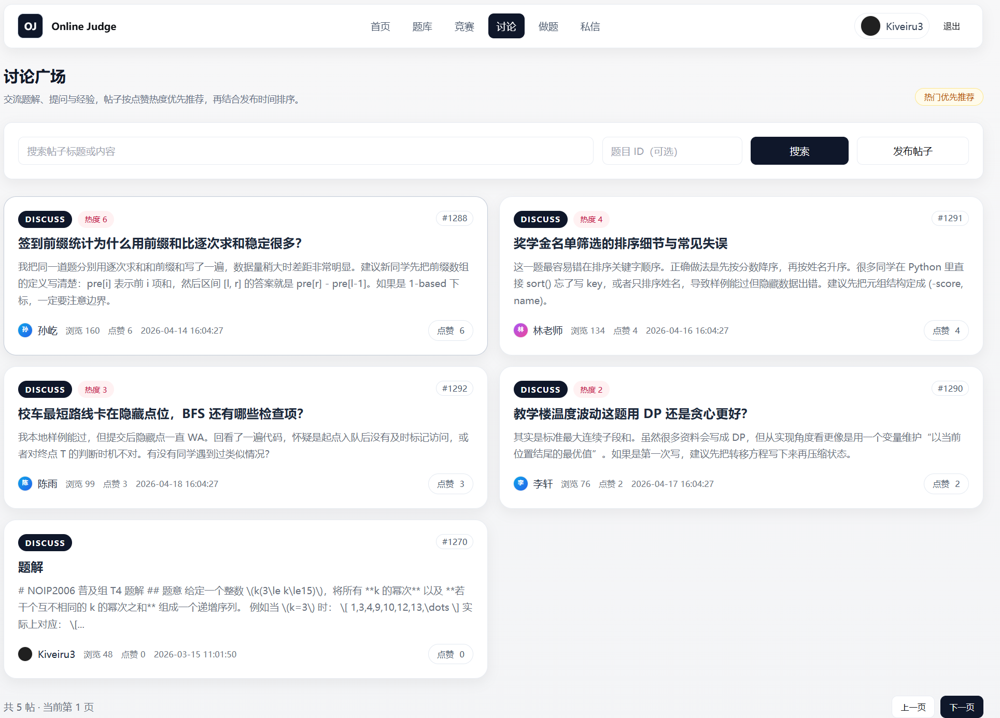 OJ Online Judge 首页 题库 竞赛 讨论 做题 私信 Kiveiru3 退出
讨论广场
交流题解、提问与经验，帖子按点赞热度优先推荐，再结合发布时间排序。
热门优先推荐
搜索帖子标题或内容 题目 ID（可选） 搜索 发布帖子
DISCUSS 热度 6 #1288
签到前缀统计为什么用前缀和比逐次求和稳定很多？
我把同一道题分别用逐次求和和前缀和写了一遍，数据量稍大时差距非常明显。建议新同学先把前缀数组
的定义写清楚：pre[i] 表示前 i 项和，然后区间 [l, r] 的答案就是 pre[r] - pre[l-1]。如果是 1-based 下
标，一定要注意边界。
孙 孙屹 浏览 160 点赞 6 2026-04-14 16:04:27 点赞 6
DISCUSS 热度 4 #1291
奖学金名单筛选的排序细节与常见失误
这一题最容易错在排序关键字顺序。正确做法是先按分数降序，再按姓名升序。很多同学在 Python 里直
接 sort() 忘了写 key，或者只排序姓名，导致样例能过但隐藏数据出错。建议先把元组结构定成 (-score,
name)。
林 林老师 浏览 134 点赞 4 2026-04-16 16:04:27 点赞 4
DISCUSS 热度 3 #1292
校车最短路线卡在隐藏点位，BFS 还有哪些检查项？
我本地样例能过，但提交后隐藏点一直 WA。回看了一遍代码，怀疑是起点入队后没有及时标记访问，或
者对终点 T 的判断时机不对。有没有同学遇到过类似情况？
陈 陈雨 浏览 99 点赞 3 2026-04-18 16:04:27 点赞 3
DISCUSS 热度 2 #1290
教学楼温度波动这题用 DP 还是贪心更好？
其实是标准最大连续子段和。虽然很多资料会写成 DP，但从实现角度看更像是用一个变量维护“以当前
位置结尾的最优值”。如果是第一次写，建议先把转移方程写下来再压缩状态。
李 李轩 浏览 76 点赞 2 2026-04-17 16:04:27 点赞 2
DISCUSS #1270
题解
# NOIP2006 普及组 T4 题解 ## 题意 给定一个整数 \(k(3\le k\le15)\)，将所有 **k 的幂次** 以及 **若
干个互不相同的 k 的幂次之和** 组成一个递增序列。 例如当 \(k=3\) 时： \[ 1,3,4,9,10,12,13,\dots \] 实
际上对应： \[...
Kiveiru3 浏览 48 点赞 0 2026-03-15 11:01:50 点赞 0
共 5 帖 · 当前第 1 页 上一页 下一页